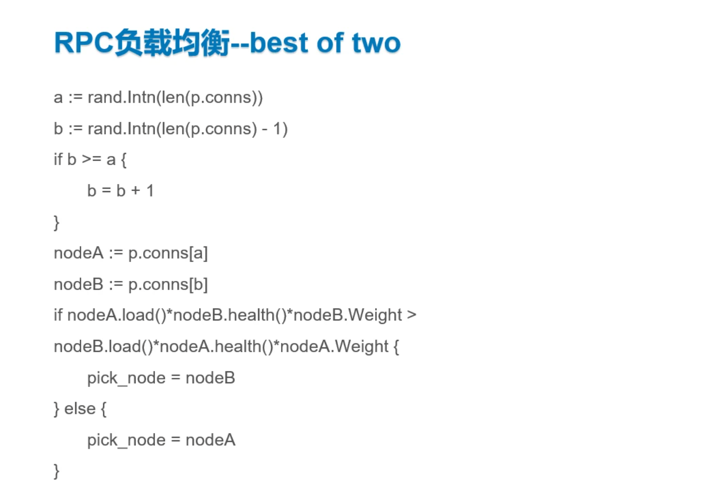 RPC负载均衡--best of two
a := rand.Intn(len(p.conns))
b := rand.Intn(len(p.conns) - 1)
if b >= a {
b = b + 1
}
nodeA := p.conns[a]
nodeB := p.conns[b]
if nodeA.load()*nodeB.health()*nodeB.Weight >
nodeB.load()*nodeA.health()*nodeA.Weight {
pick_node = nodeB
} else {
pick_node = nodeA
}